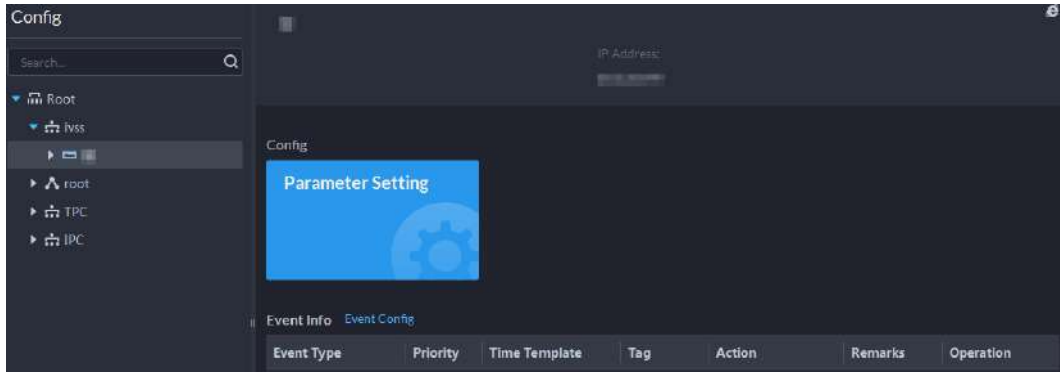 Config
Search...
Root
ivss
root
TPC
IPC
IP Address:
Config
Parameter Setting
Event Info Event Config
Event Type Priority Time Template Tag Action Remarks Operation